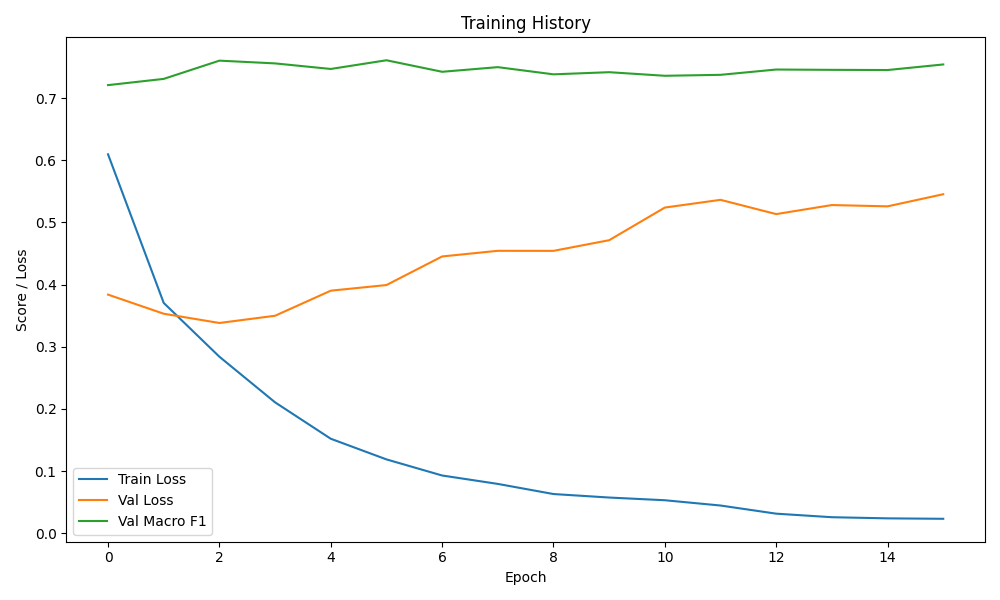 Training History
Score / Loss
0.7
0.6
0.5
0.4
0.3
0.2
0.1
0.0
Train Loss
Val Loss
Val Macro F1
0 2 4 6 8 10 12 14
Epoch